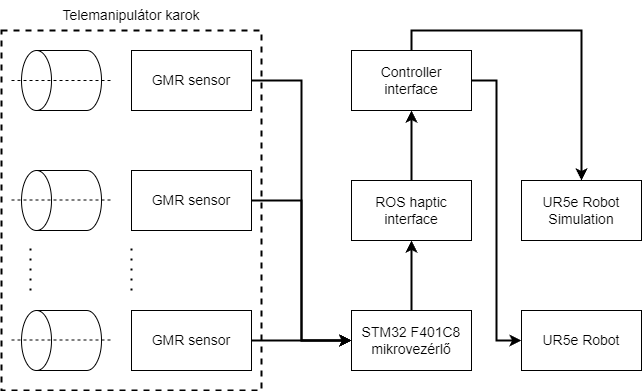 Telemanipulátor karok
GMR sensor
GMR sensor
GMR sensor
Controller
interface
ROS haptic
interface
STM32 F401C8
mikrovezérlő
UR5e Robot
Simulation
UR5e Robot